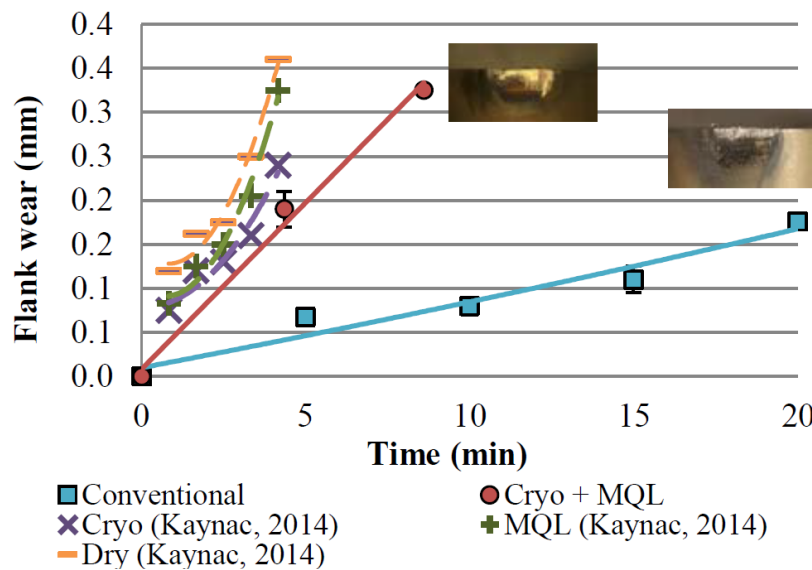 0.4
0.4
0.3
0.3
0.2
0.2
0.1
0.1
0.0
Flank wear (mm)
0 5 10 15 20
Time (min)
Conventional Cryo + MQL
Cryo (Kaynac, 2014) MQL (Kaynac, 2014)
Dry (Kaynac, 2014)